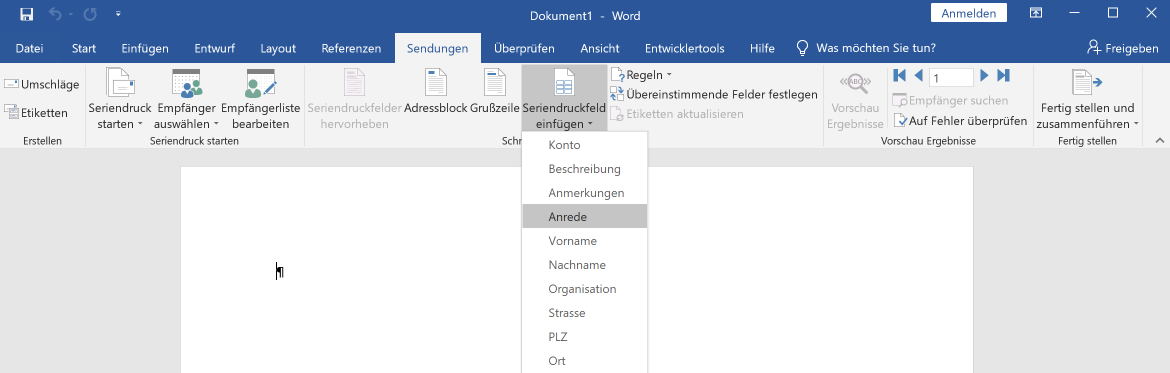 Dokument1 - Word
Anmelden
Datei Start Einfügen Entwurf Layout Referenzen Sendungen Überprüfen Ansicht Entwicklertools Hilfe Was möchten Sie tun? Freigeben
Umschläge
Etiketten
Erstellen
Seriendruck
starten
Empfänger
auswählen
Empfängerliste
bearbeiten
Seriendruck starten
Seriendruckfelder
hervorheben
Adressblock
Grußzeile
Seriendruckfeld
einfügen
Regeln
Übereinstimmende Felder festlegen
Etiketten aktualisieren
Vorschau
Ergebnisse
ABC
1
Empfänger suchen
Auf Fehler überprüfen
Vorschau Ergebnisse
Fertig stellen und
zusammenführen
Fertig stellen
Konto
Beschreibung
Anmerkungen
Anrede
Vorname
Nachname
Organisation
Strasse
PLZ
Ort
¶